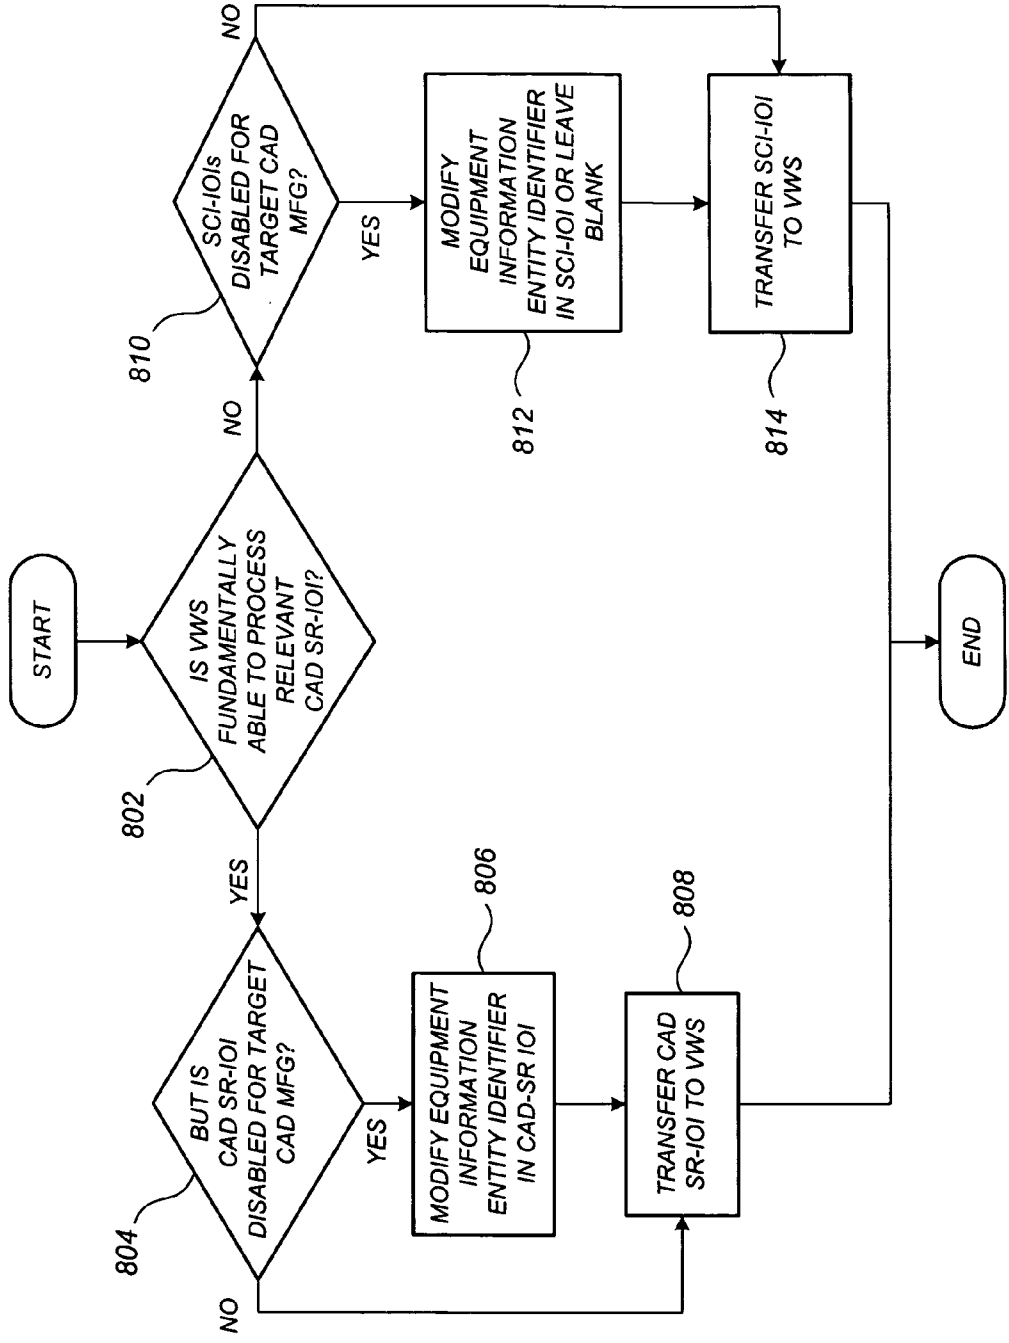 START
IS VWS
FUNDAMENTALLY
ABLE TO PROCESS
RELEVANT
CAD SR-IOI?
802
YES
NO
BUT IS
CAD SR-IOI
DISABLED FOR TARGET
CAD MFG?
804
NO
YES
MODIFY EQUIPMENT
INFORMATION
ENTITY IDENTIFIER
IN CAD-SR IOI
806
TRANSFER CAD
SR-IOI TO VWS
808
SCI-IOIs
DISABLED FOR
TARGET CAD
MFG?
810
NO
YES
MODIFY
EQUIPMENT
INFORMATION
ENTITY IDENTIFIER
IN SCI-IOI OR LEAVE
BLANK
812
TRANSFER SCI-IOI
TO VWS
814
END